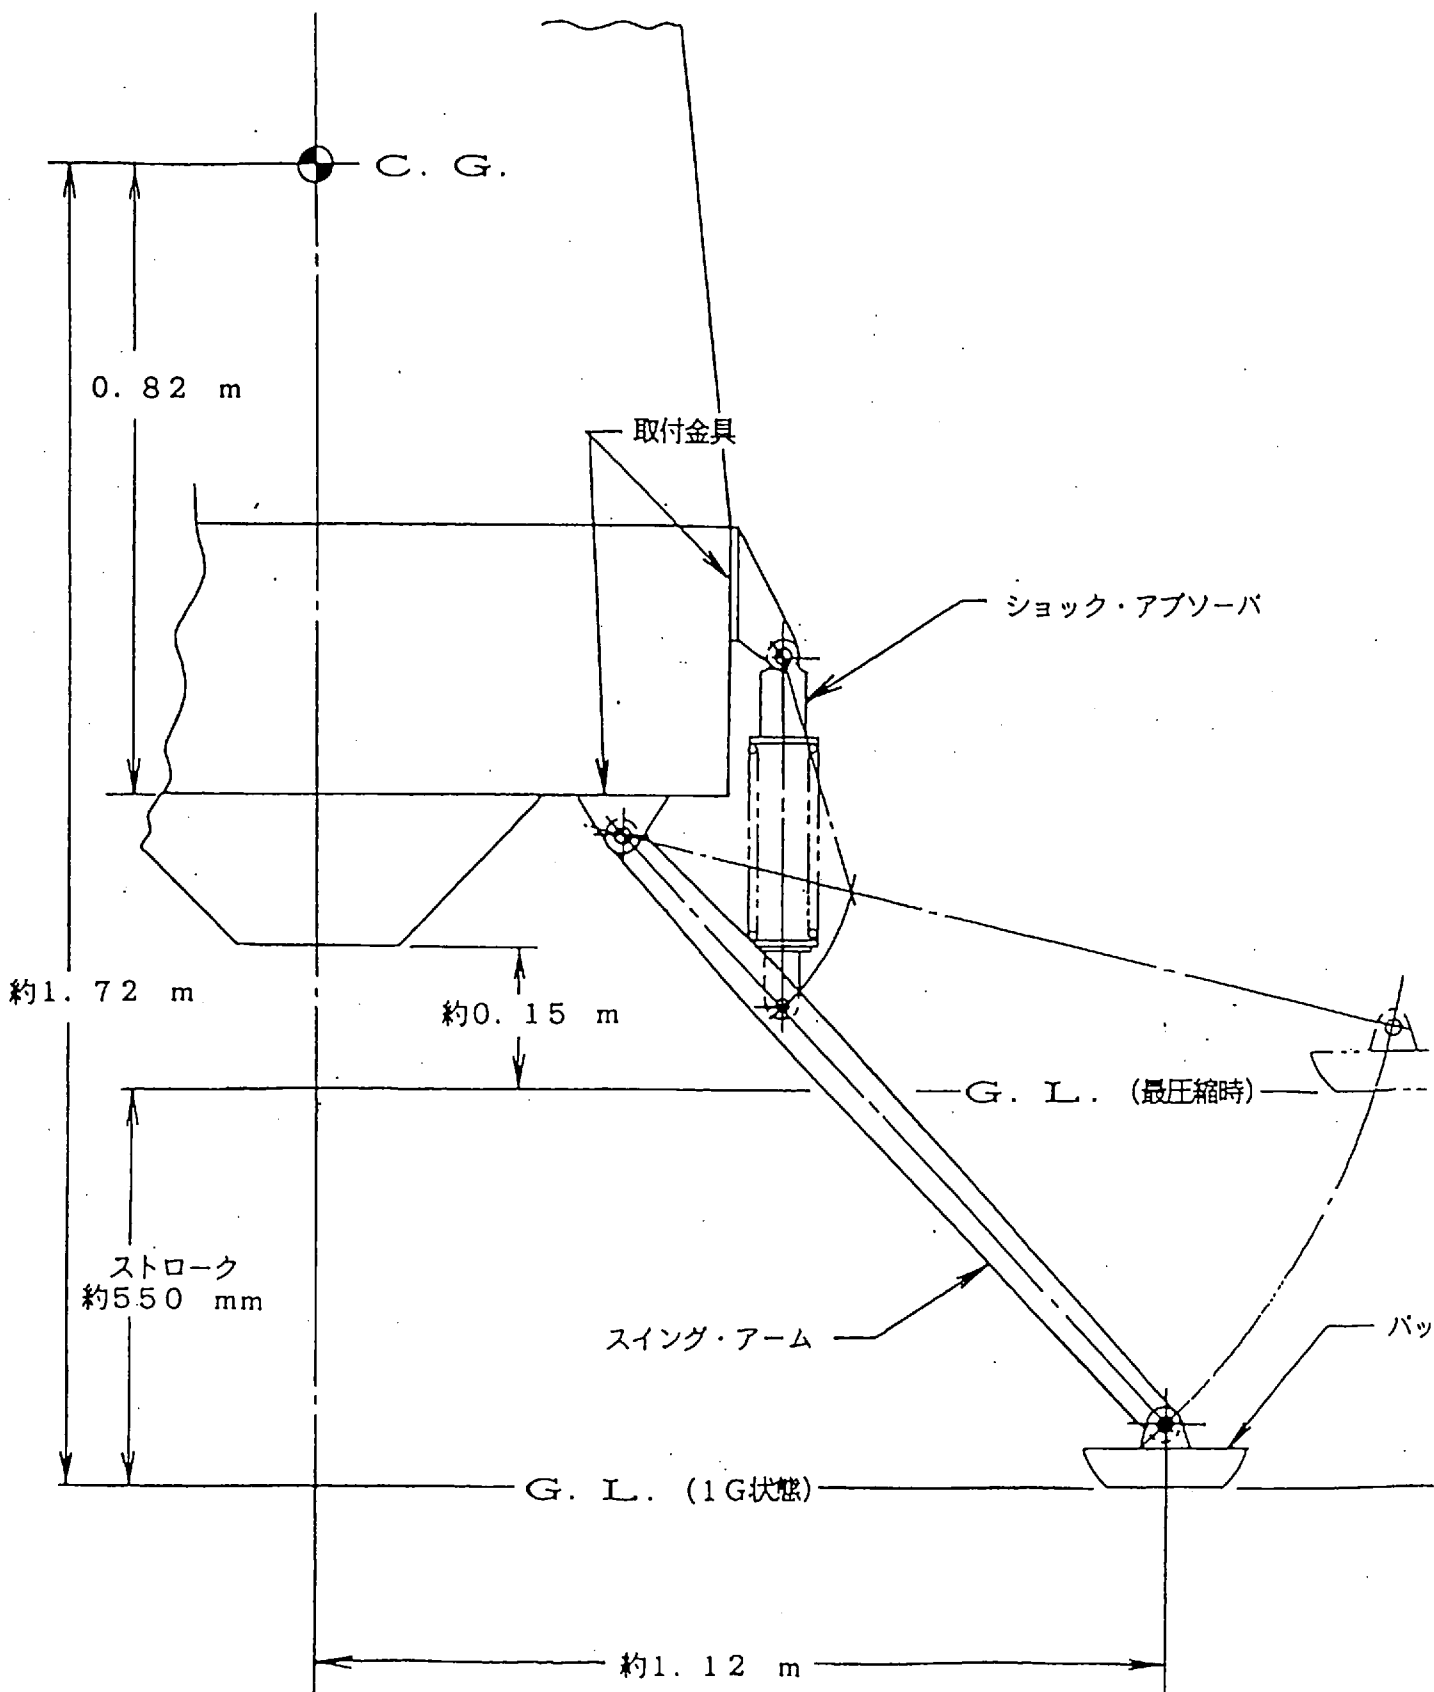 C. G.
0.82 m
取付金具
ショック・アブソーバ
約1.72 m
約0.15 m
G. L. (最圧縮時)
ストローク
約550 mm
スイング・アーム
パッ
G. L. (1G状態)
約1.12 m